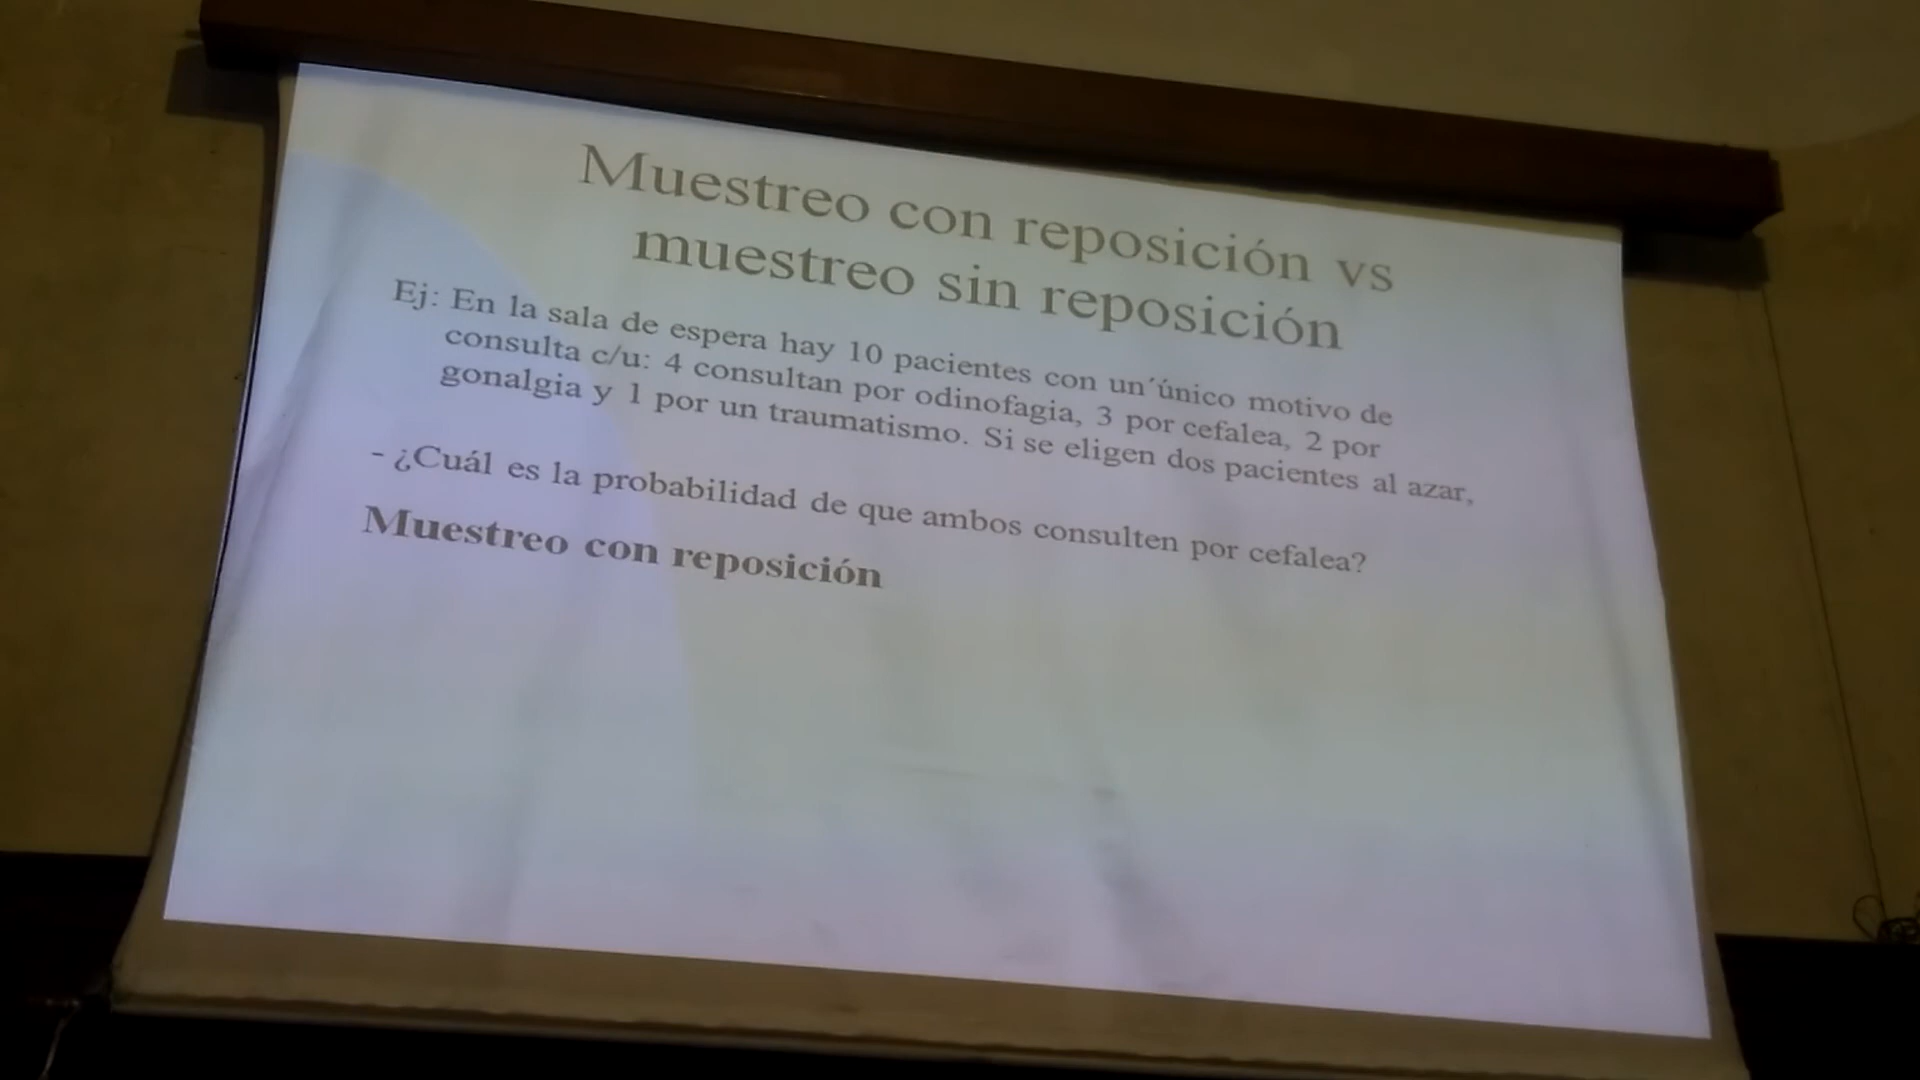 Muestreo con reposición vs
muestreo sin reposición
Ej: En la sala de espera hay 10 pacientes con un´único motivo de
consulta c/u: 4 consultan por odinofagia, 3 por cefalea, 2 por
gonalgia y 1 por un traumatismo. Si se eligen dos pacientes al azar,
- ¿Cuál es la probabilidad de que ambos consulten por cefalea?
Muestreo con reposición